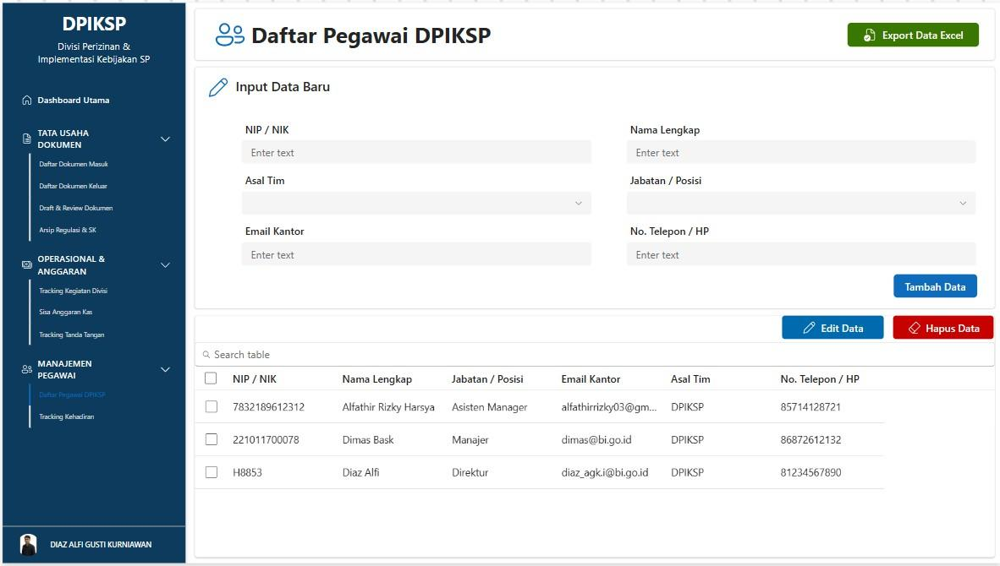 DPIKSP
Divisi Perizinan &
Implementasi Kebijakan SP
Dashboard Utama
TATA USAHA
DOKUMEN
Daftar Dokumen Masuk
Daftar Dokumen Keluar
Draft & Review Dokumen
Arsip Regulasi & SK
OPERASIONAL &
ANGGARAN
Tracking Kegiatan Divisi
Sisa Anggaran Kas
Tracking Tanda Tangan
MANAJEMEN
PEGAWAI
Daftar Pegawai DPIKSP
Tracking Kehadiran
DIAZ ALFI GUSTI KURNIAWAN
Daftar Pegawai DPIKSP
Export Data Excel
Input Data Baru
NIP / NIK
Enter text
Nama Lengkap
Enter text
Asal Tim
Jabatan / Posisi
Email Kantor
Enter text
No. Telepon / HP
Enter text
Tambah Data
Edit Data
Hapus Data
Search table
NIP / NIK Nama Lengkap Jabatan / Posisi Email Kantor Asal Tim No. Telepon / HP
7832189612312 Alfathir Rizky Harsya Asisten Manager alfathirrizky03@gm... DPIKSP 85714128721
221011700078 Dimas Bask Manajer dimas@bi.go.id DPIKSP 86872612132
H8853 Diaz Alfi Direktur diaz_agk.i@bi.go.id DPIKSP 81234567890